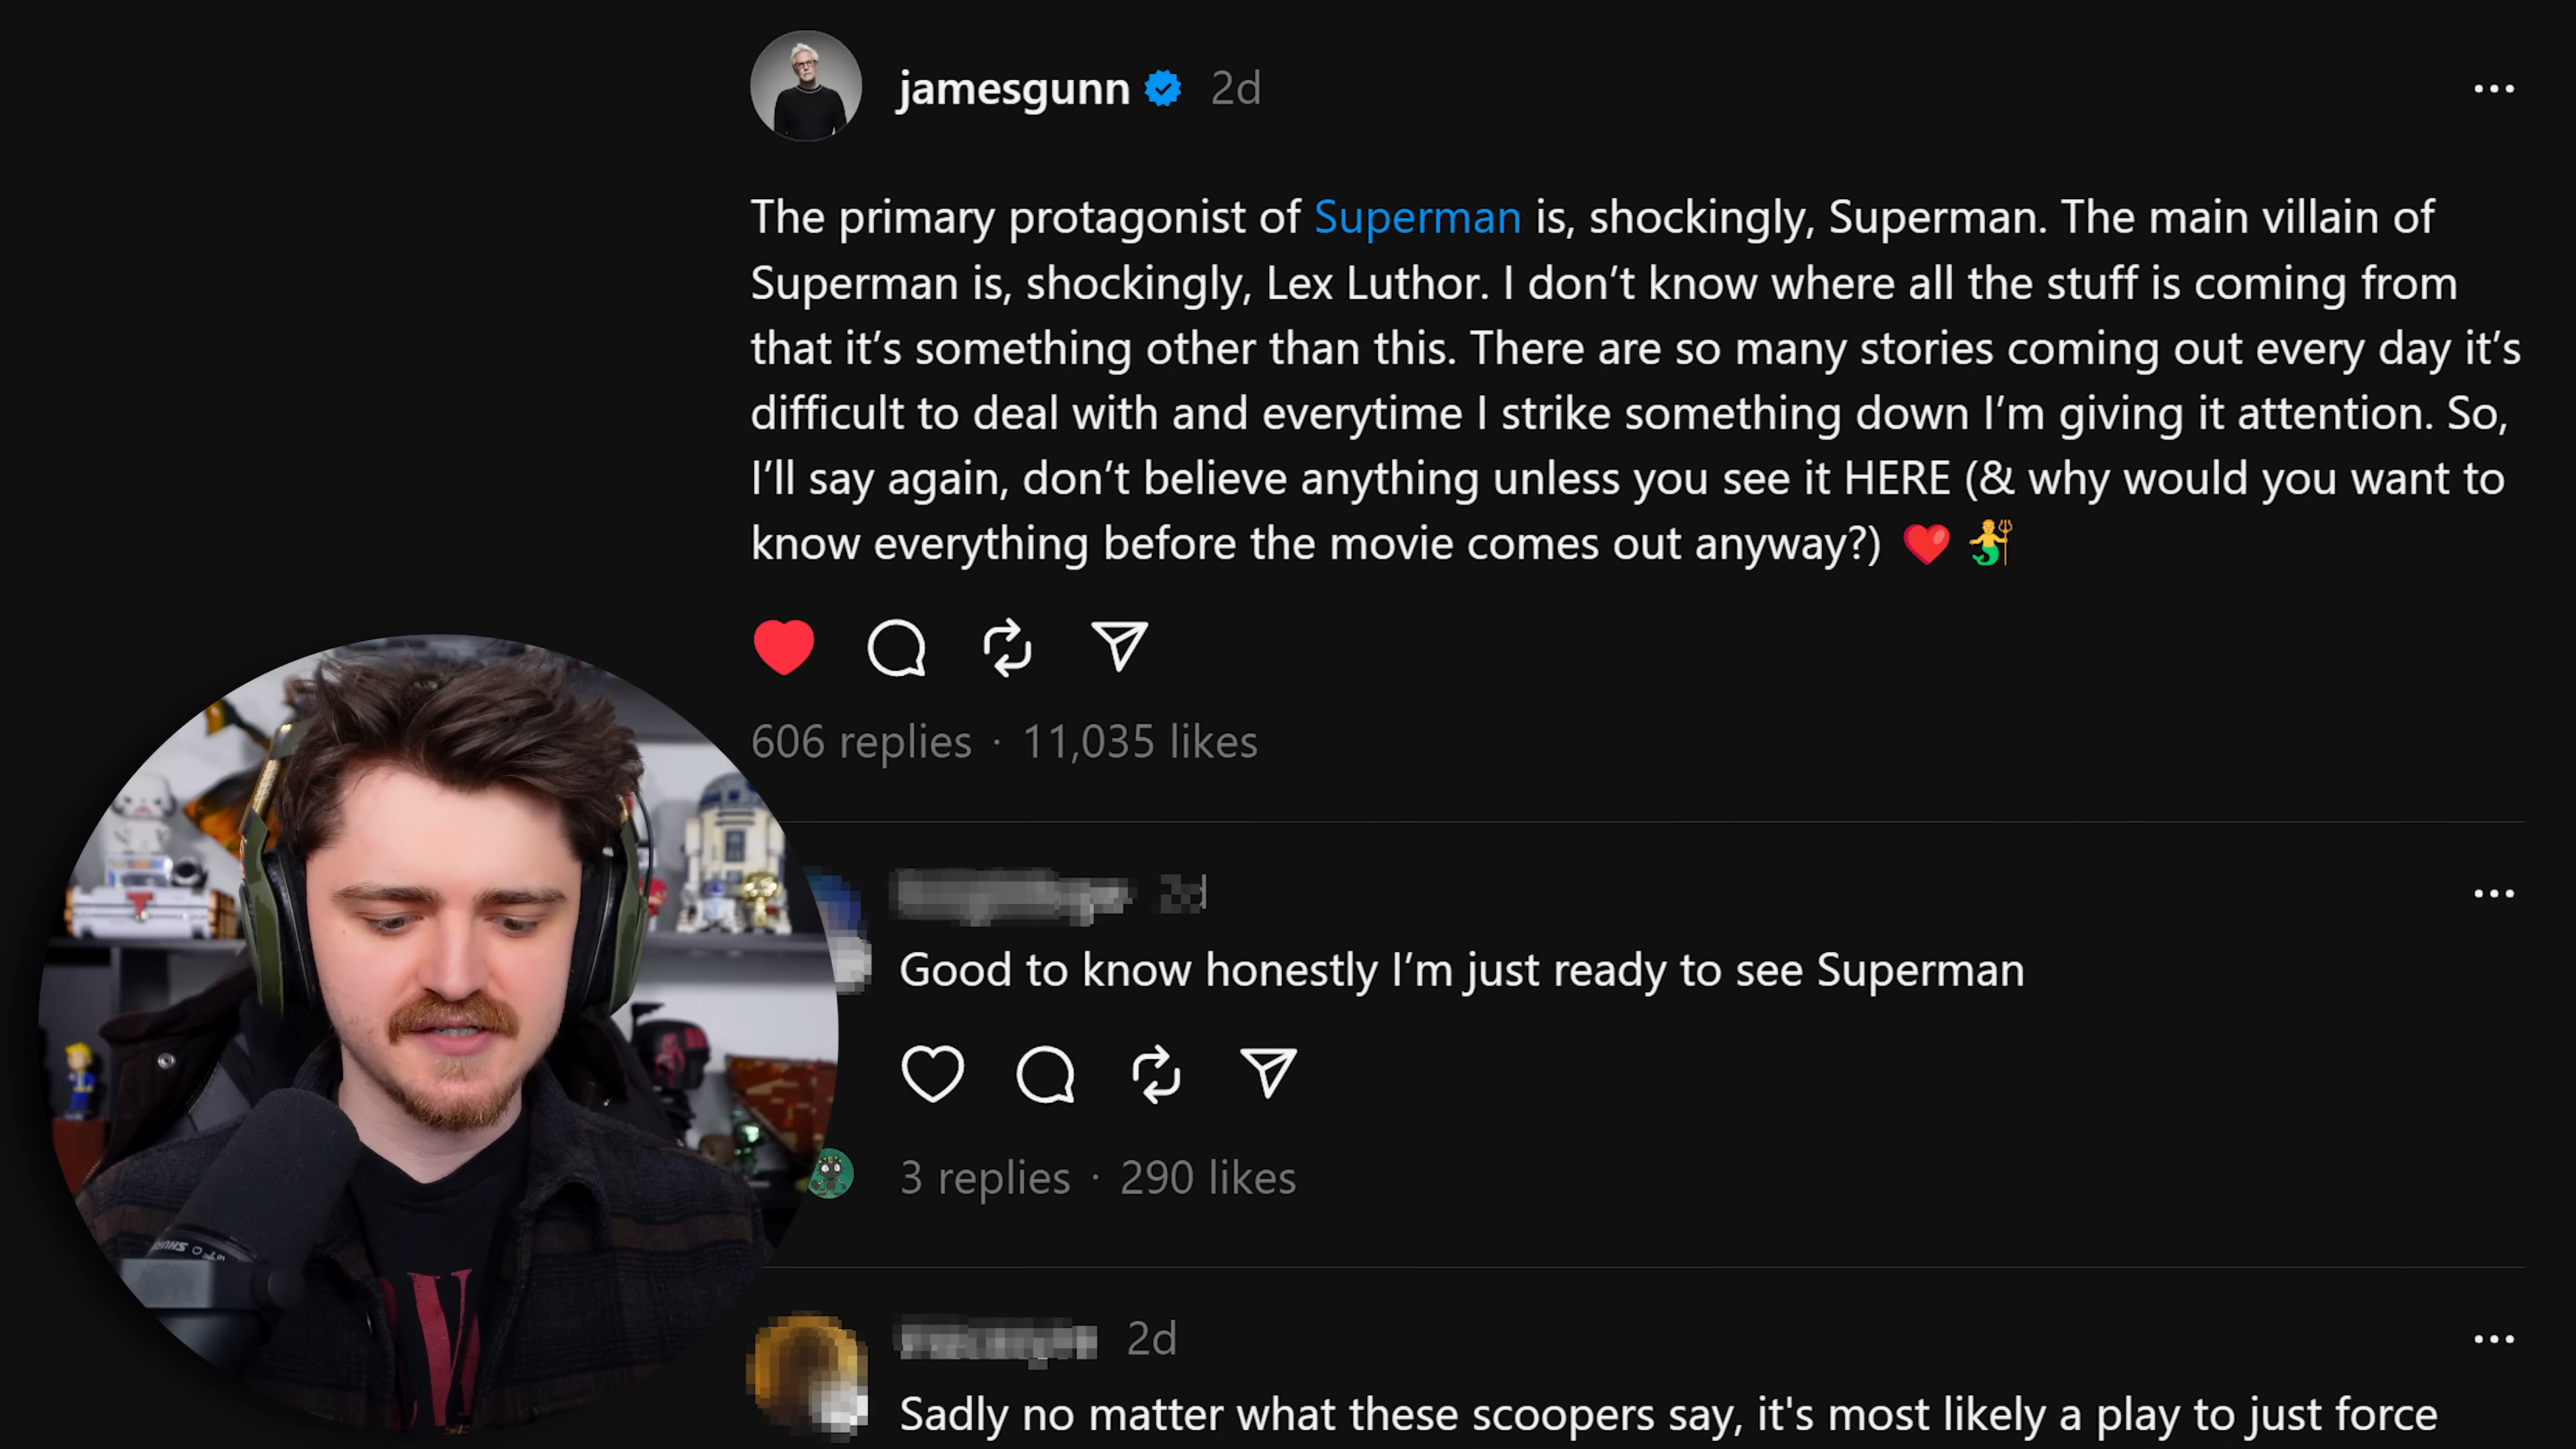 jamesgunn 2d
The primary protagonist of Superman is, shockingly, Superman. The main villain of
Superman is, shockingly, Lex Luthor. I don’t know where all the stuff is coming from
that it’s something other than this. There are so many stories coming out every day it’s
difficult to deal with and everytime I strike something down I’m giving it attention. So,
I’ll say again, don’t believe anything unless you see it HERE (& why would you want to
know everything before the movie comes out anyway?) ❤️ 🧜‍♂️
606 replies · 11,035 likes
2d
Good to know honestly I’m just ready to see Superman
3 replies · 290 likes
2d
Sadly no matter what these scoopers say, it's most likely a play to just force
SHURE